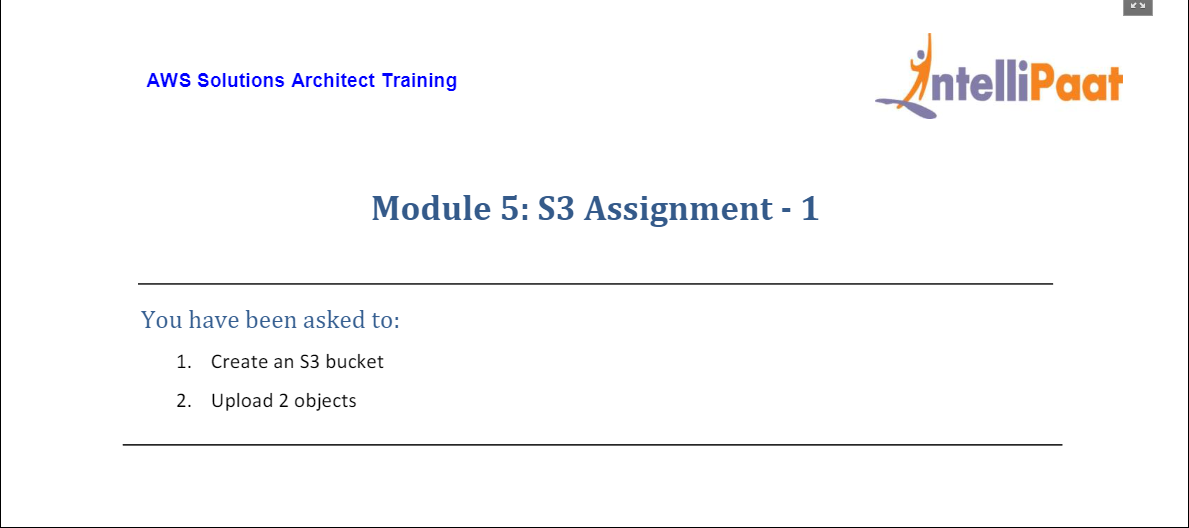 AWS Solutions Architect Training
IntelliPaat
Module 5: S3 Assignment - 1
You have been asked to:
1. Create an S3 bucket
2. Upload 2 objects